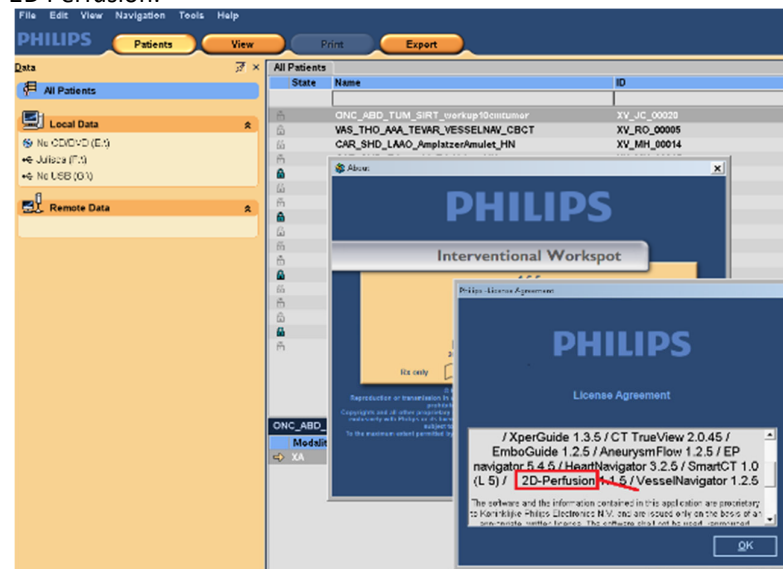 2D Perfusion.
File Edit View Navigation Tools Help
PHILIPS Patients View Print Export
Data
All Patients
State Name ID
All Patients
ONC_ABD_TUM_SIRT_workup10cmtumor XV_JC_00020
Local Data
VAS_THO_AAA_TEVAR_VESSELNAV_CBCT XV_RO_00005
No CD/DVD (E:\)
CAR_SHD_LAAO_AmplatzerAmulet_HN XV_MH_00014
Julisca (F:\)
No USB (G:\)
Remote Data
About
PHILIPS
Interventional Workspot
Rx only
ONC_ABD_
Modalit
XA
Philips -License Agreement
PHILIPS
License Agreement
/ XperGuide 1.3.5 / CT TrueView 2.0.45 /
EmboGuide 1.2.5 / AneurysmFlow 1.2.5 / EP
navigator 5.4.5 / HeartNavigator 3.2.5 / SmartCT 1.0
(L 5) / 2D-Perfusion 1.1.5 / VesselNavigator 1.2.5
The software and the information contained in this application are proprietary
to Koninklijke Philips Electronics N.V. and are issued only on the basis of an
OK